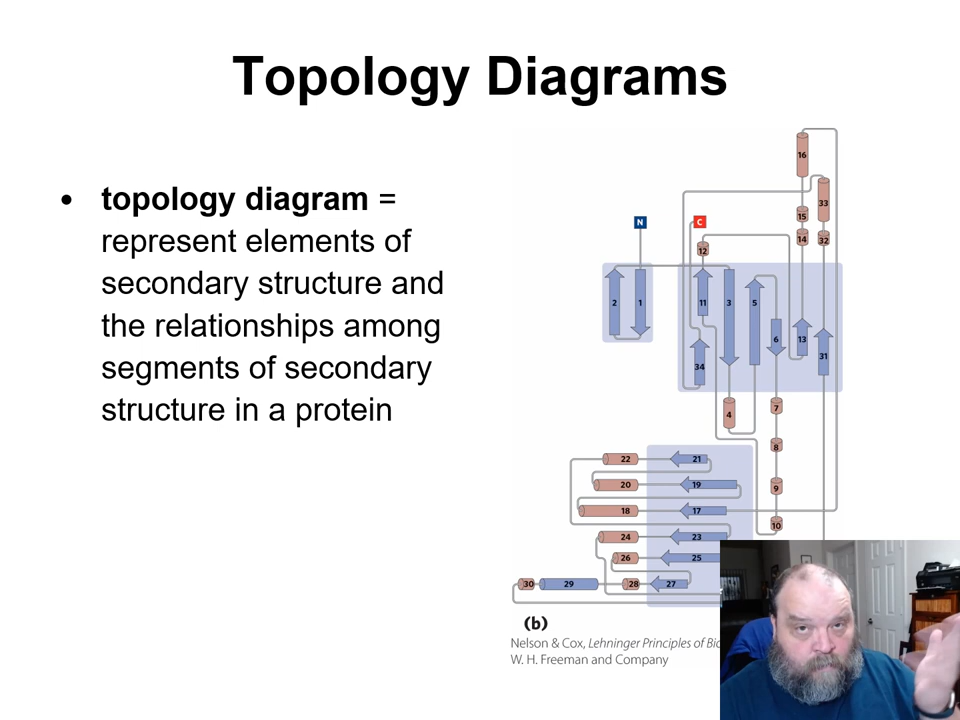 Topology Diagrams
• topology diagram =
represent elements of
secondary structure and
the relationships among
segments of secondary
structure in a protein
16
33
15
N
C
14
32
12
2
1
11
3
5
6
13
31
34
7
4
8
22
21
20
19
9
18
17
10
24
23
26
25
30
29
28
27
(b)
Nelson & Cox, Lehninger Principles of
W. H. Freeman and Company